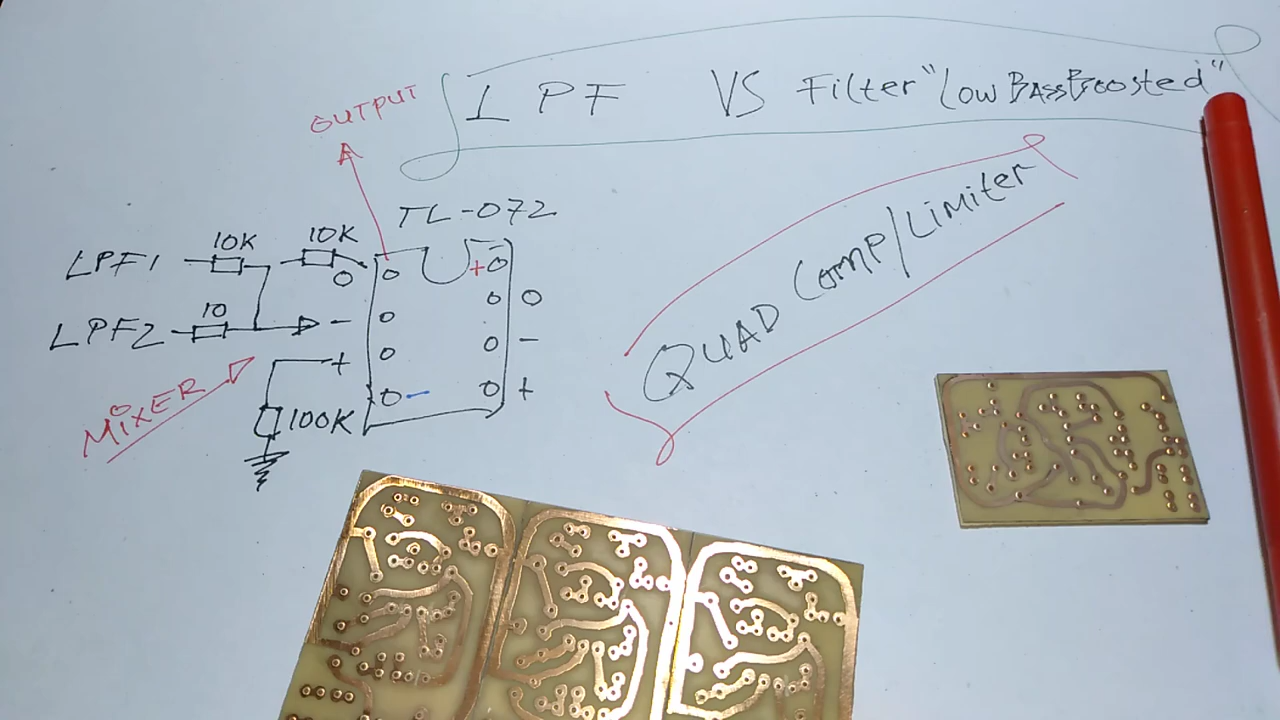 LPF VS Filter "Low BassBoosted"
OUTPUT
TL-072
QUAD Comp/Limiter
10K 10K
LPF1
O
+ O
O O
10
LPF2 - O
O -
+ O
O - O +
100K
MIXER